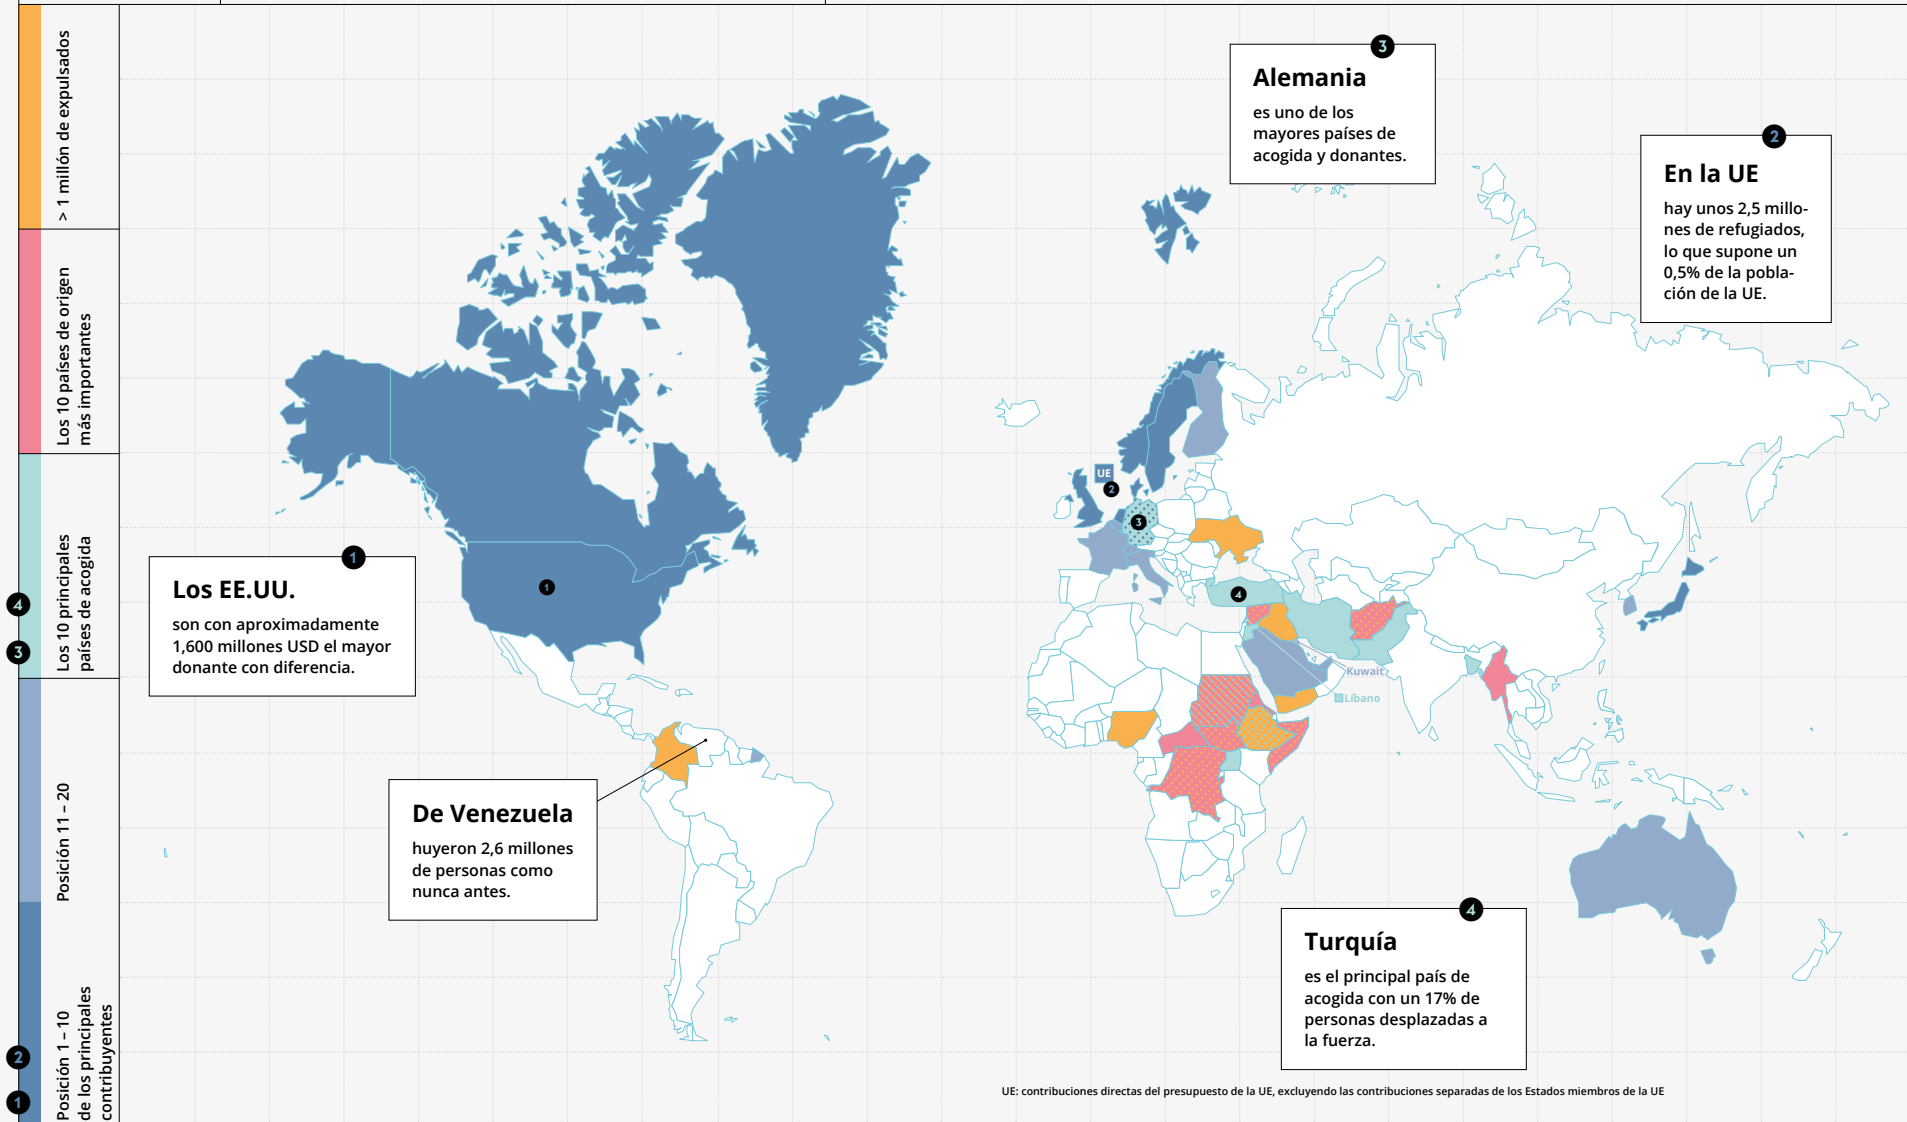 > 1 millón de expulsados
Los 10 países de origen
más importantes
Los 10 principales
países de acogida
4
3
Posición 11 – 20
Posición 1 – 10
de los principales
contribuyentes
2
1
3
Alemania
es uno de los
mayores países de
acogida y donantes.
2
En la UE
hay unos 2,5 millo-
nes de refugiados,
lo que supone un
0,5% de la pobla-
ción de la UE.
1
Los EE.UU.
son con aproximadamente
1,600 millones USD el mayor
donante con diferencia.
1
UE
2
3
4
Kuwait
Líbano
De Venezuela
huyeron 2,6 millones
de personas como
nunca antes.
4
Turquía
es el principal país de
acogida con un 17% de
personas desplazadas a
la fuerza.
UE: contribuciones directas del presupuesto de la UE, excluyendo las contribuciones separadas de los Estados miembros de la UE